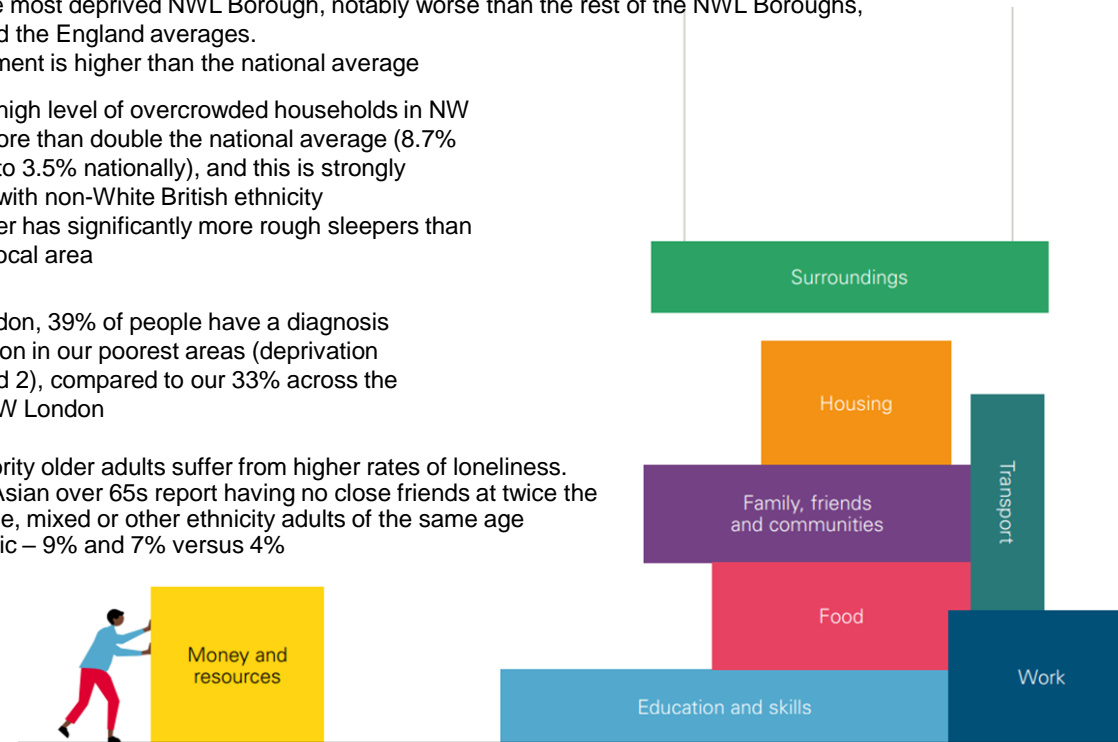 most deprived NWL Borough, notably worse than the rest of the NWL Boroughs,
d the England averages.
ment is higher than the national average
high level of overcrowded households in NW
ore than double the national average (8.7%
to 3.5% nationally), and this is strongly
with non-White British ethnicity
er has significantly more rough sleepers than
ocal area
don, 39% of people have a diagnosis
on in our poorest areas (deprivation
d 2), compared to our 33% across the
W London
ority older adults suffer from higher rates of loneliness.
Asian over 65s report having no close friends at twice the
e, mixed or other ethnicity adults of the same age
ic – 9% and 7% versus 4%
Surroundings
Housing
Transport
Family, friends
and communities
Food
Money and
resources
Work
Education and skills